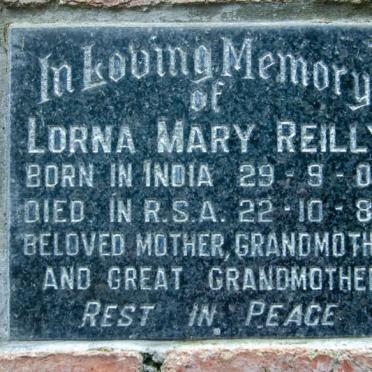 In Loving Memory
of
LORNA MARY REILLY
BORN IN INDIA 29-9-0
DIED IN R.S.A. 22-10-8
BELOVED MOTHER, GRANDMOTH
AND GREAT GRANDMOTHER
REST IN PEACE